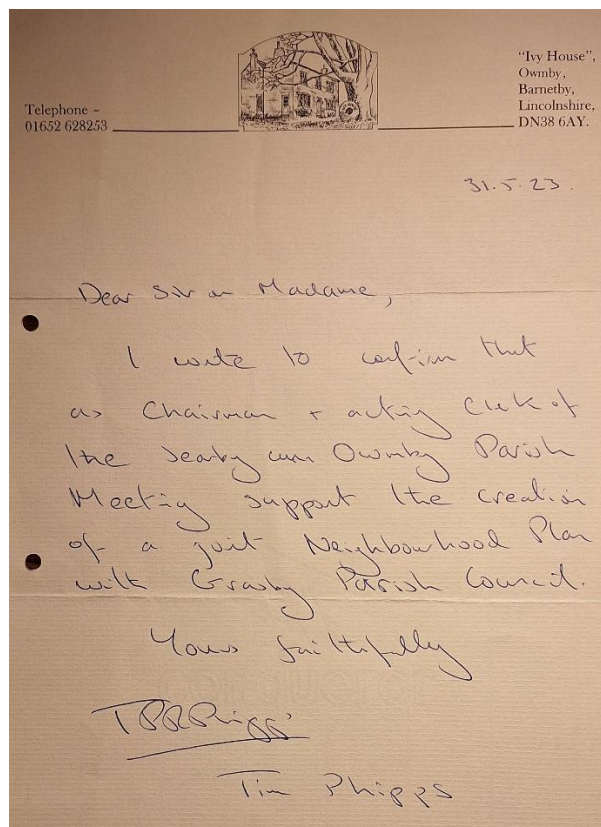 Telephone -
01652 628253
"Ivy House",
Owmby,
Barnetby,
Lincolnshire,
DN38 6AY.
31.5.23.
Dear Sir or Madame,
I write to confirm that
as Chairman + acting Clerk of
the Searby cum Owmby Parish
Meeting support the creation
of a joint Neighbourhood Plan
with Grasby Parish Council.
Yours faithfully
Tim Phipps